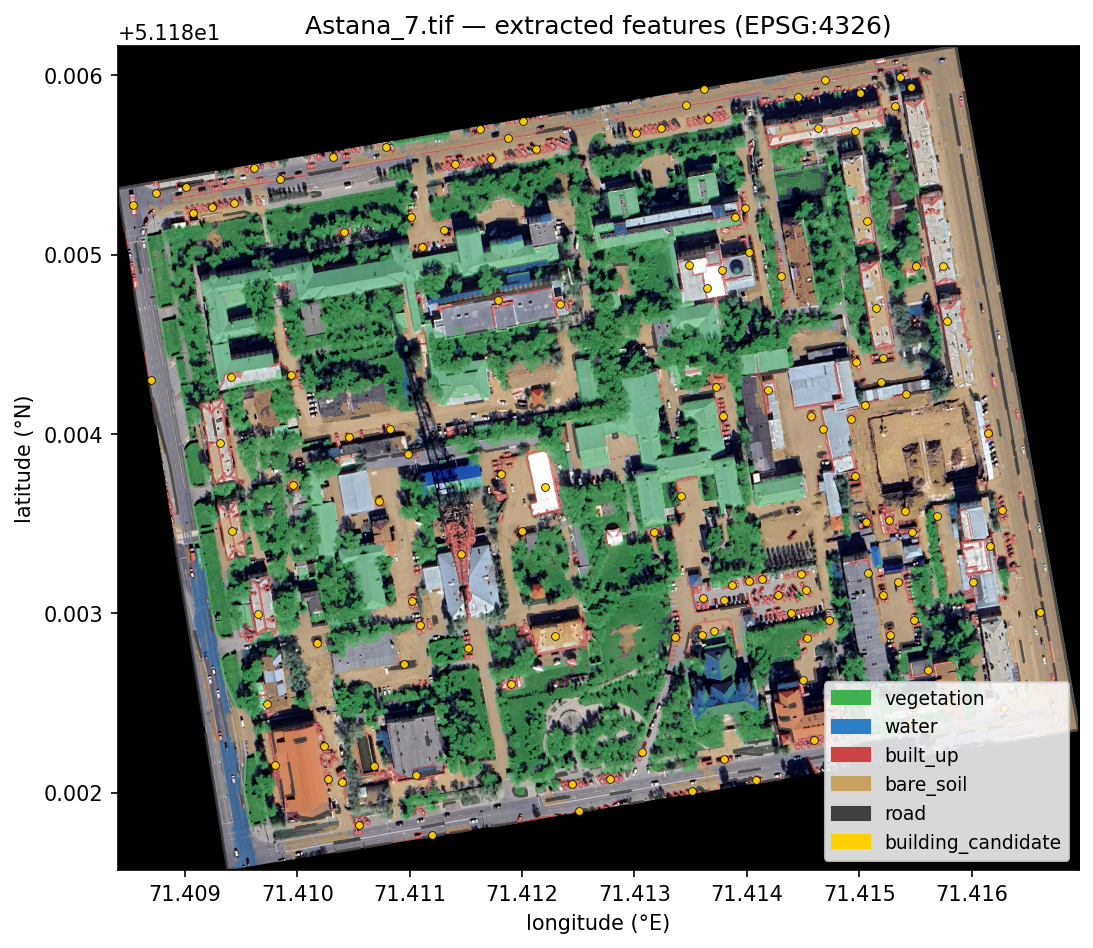 Astana_7.tif — extracted features (EPSG:4326)
+5.118e1
0.006
0.005
0.004
0.003
0.002
latitude (°N)
71.409 71.410 71.411 71.412 71.413 71.414 71.415 71.416
longitude (°E)
vegetation
water
built_up
bare_soil
road
building_candidate